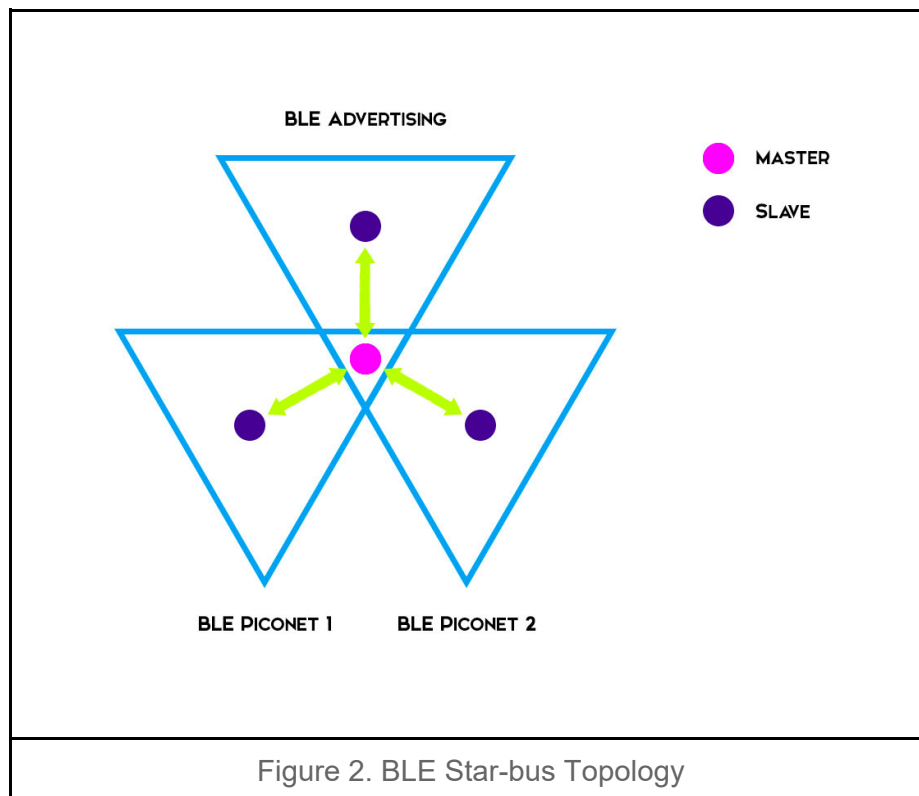 BLE ADVERTISING
MASTER
SLAVE
BLE PICONET 1
BLE PICONET 2
Figure 2. BLE Star-bus Topology